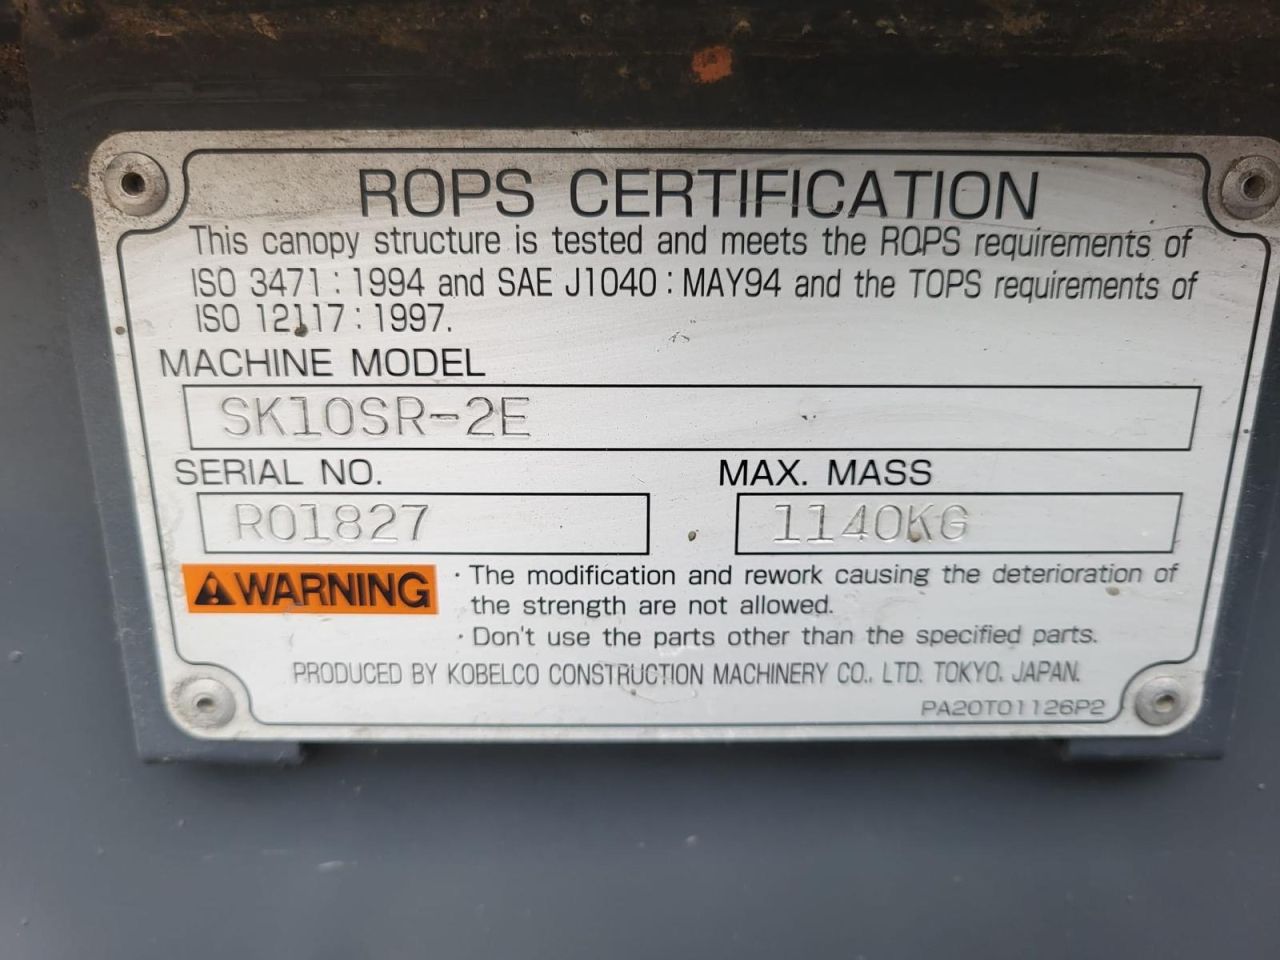 ROPS CERTIFICATION
This canopy structure is tested and meets the ROPS requirements of
ISO 3471 : 1994 and SAE J1040 : MAY94 and the TOPS requirements of
ISO 12117 : 1997.
MACHINE MODEL
SK10SR-2E
SERIAL NO. MAX. MASS
R01827 1140KG
WARNING · The modification and rework causing the deterioration of
the strength are not allowed.
· Don't use the parts other than the specified parts.
PRODUCED BY KOBELCO CONSTRUCTION MACHINERY CO., LTD. TOKYO, JAPAN.
PA20T01126P2